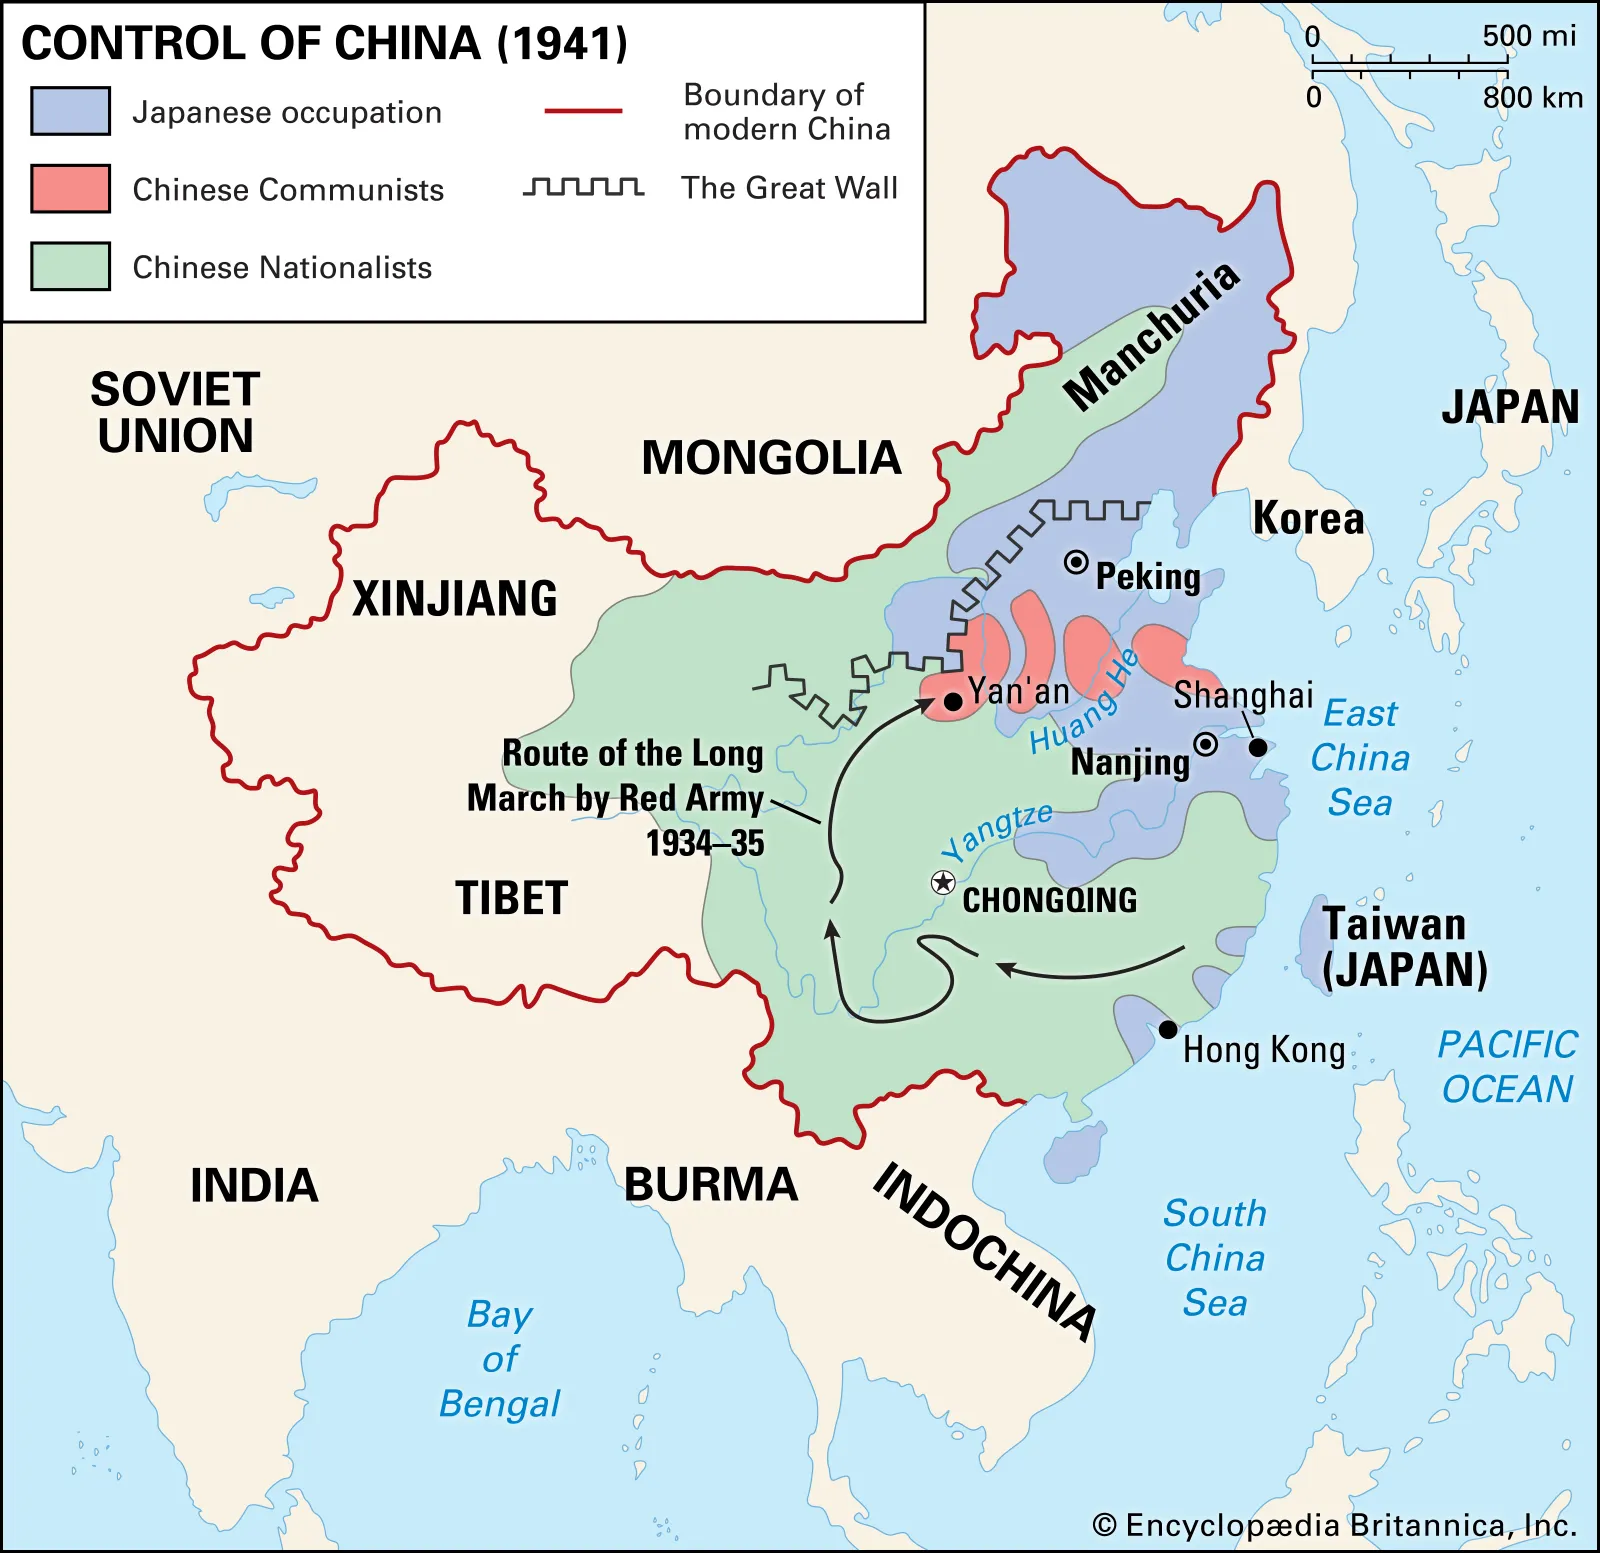 CONTROL OF CHINA (1941)
Japanese occupation
Chinese Communists
Chinese Nationalists
Boundary of
modern China
The Great Wall
0 500 mi
0 800 km
SOVIET
UNION
MONGOLIA
Manchuria
JAPAN
Korea
XINJIANG
Peking
Yan'an
Huang He
Shanghai
Nanjing
East
China
Sea
Route of the Long
March by Red Army
1934–35
Yangtze
CHONGQING
TIBET
Taiwan
(JAPAN)
Hong Kong
PACIFIC
OCEAN
INDIA
BURMA
INDOCHINA
South
China
Sea
Bay
of
Bengal
© Encyclopædia Britannica, Inc.